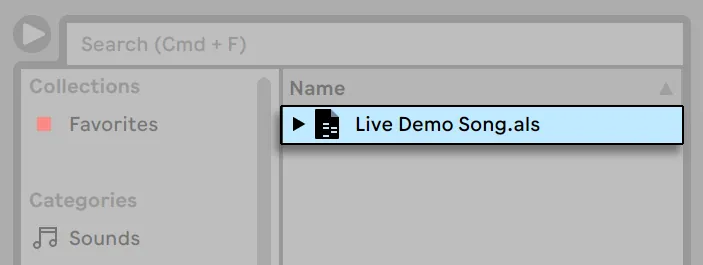 Search (Cmd + F)
Collections
Favorites
Categories
Sounds
Name
Live Demo Song.als